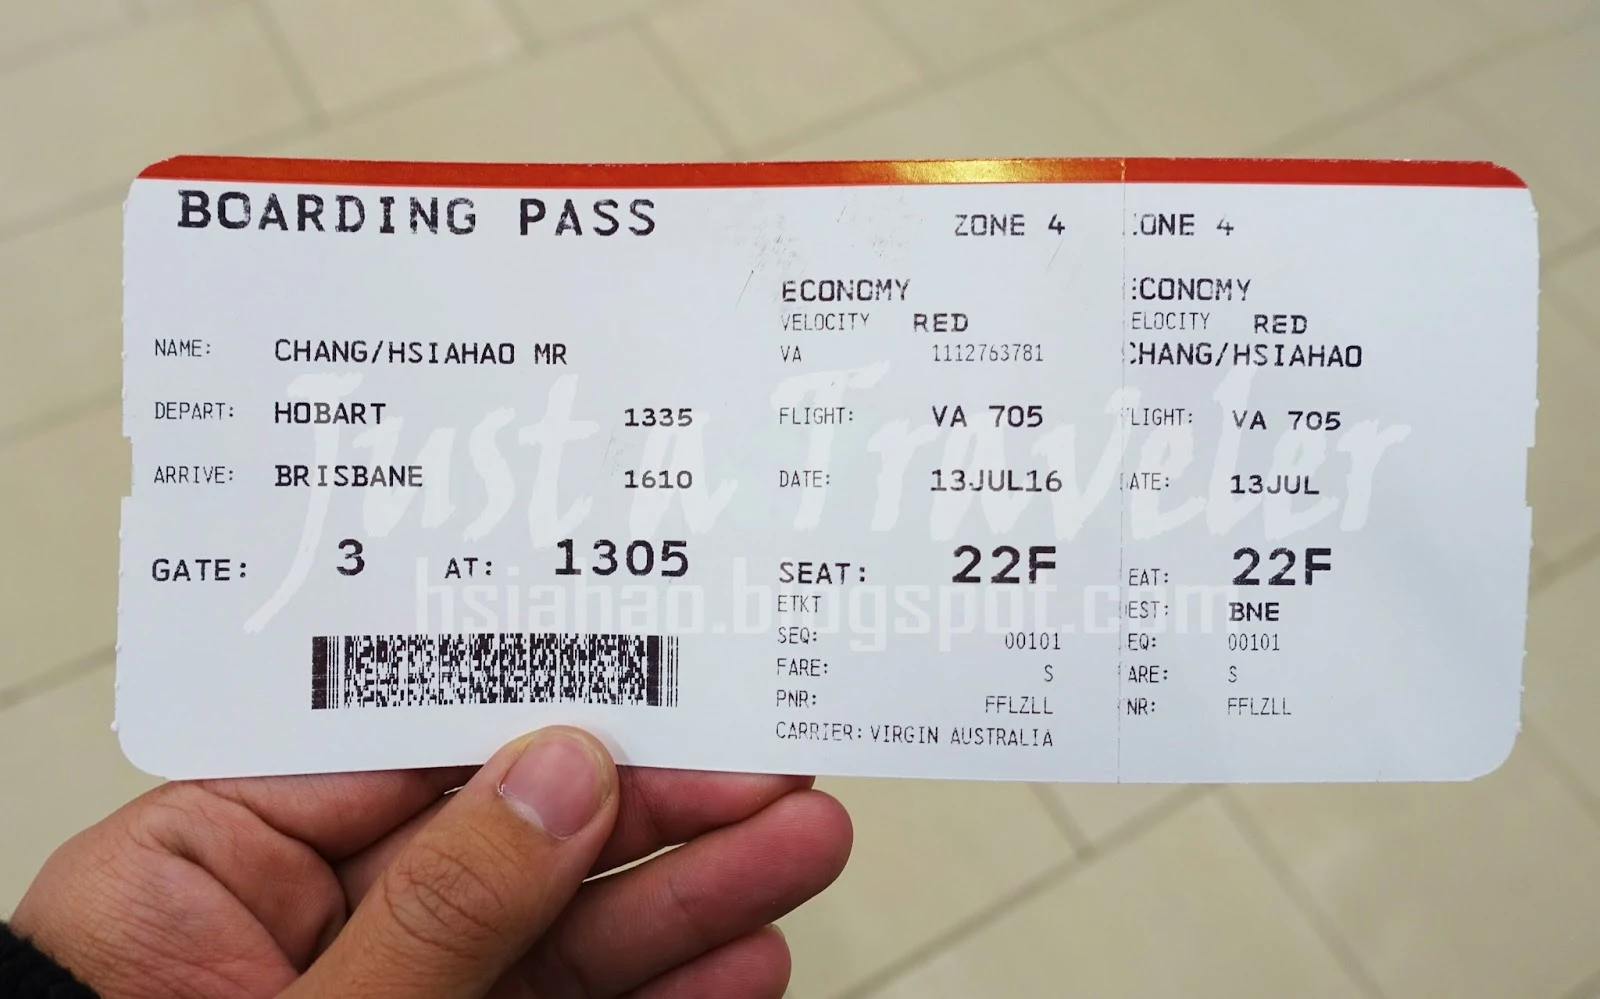 BOARDING PASS
ZONE 4
ECONOMY
VELOCITY RED
NAME: CHANG/HSIAHAO MR
VA 1112763781
DEPART: HOBART 1335
FLIGHT: VA 705
ARRIVE: BRISBANE 1610
DATE: 13JUL16
GATE: 3 AT: 1305
SEAT: 22F
ETKT
SEQ: 00101
FARE: S
PNR: FFLZLL
CARRIER: VIRGIN AUSTRALIA
ONE 4
CONOMY
ELOCITY RED
CHANG/HSIAHAO
LIGHT: VA 705
ATE: 13JUL
EAT: 22F
EST: BNE
EQ: 00101
ARE: S
NR: FFLZLL
Just a Traveler
hsiahao.blogspot.com